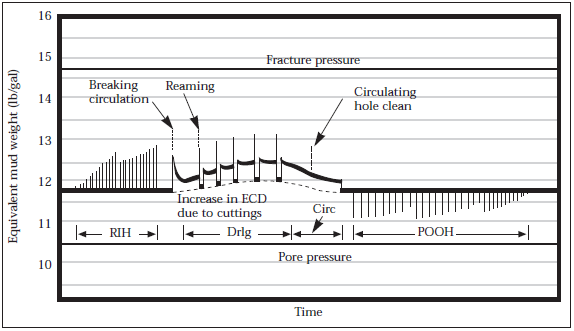 16
15
14
13
12
11
10
Equivalent mud weight (lb/gal)
Fracture pressure
Breaking
circulation
Reaming
Circulating
hole clean
Increase in ECD
due to cuttings
Circ
RIH
Drlg
POOH
Pore pressure
Time